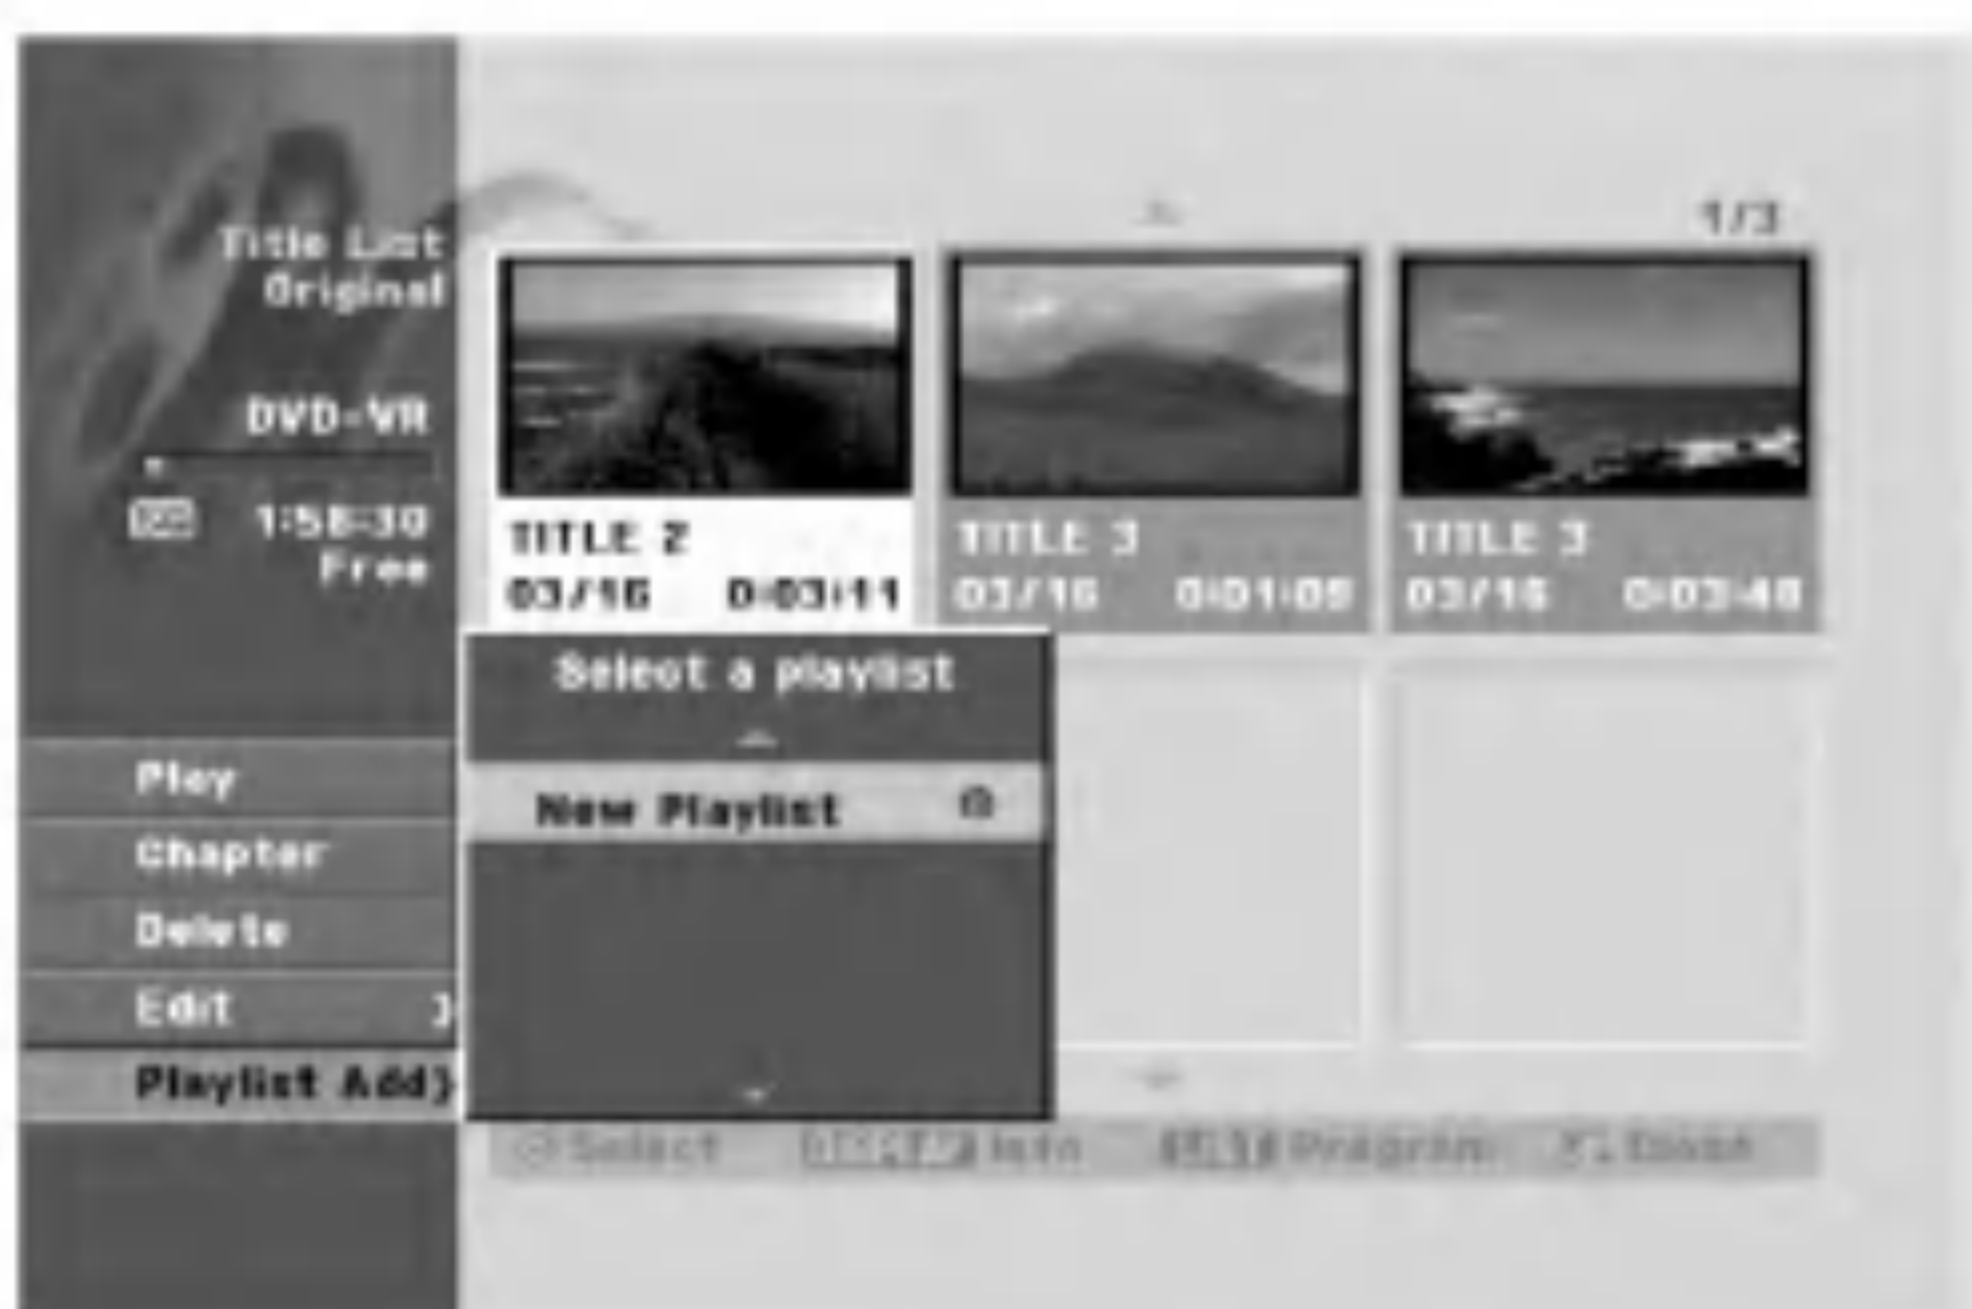 Title List
Original
DVD-VR
1:58:30
Free
Play
Chapter
Delete
Edit
Playlist Add
1/3
TITLE 2
03/16 0:03:11
TITLE 3
03/16 0:01:09
TITLE 3
03/16 0:03:48
Select a playlist
New Playlist
Select Info Program